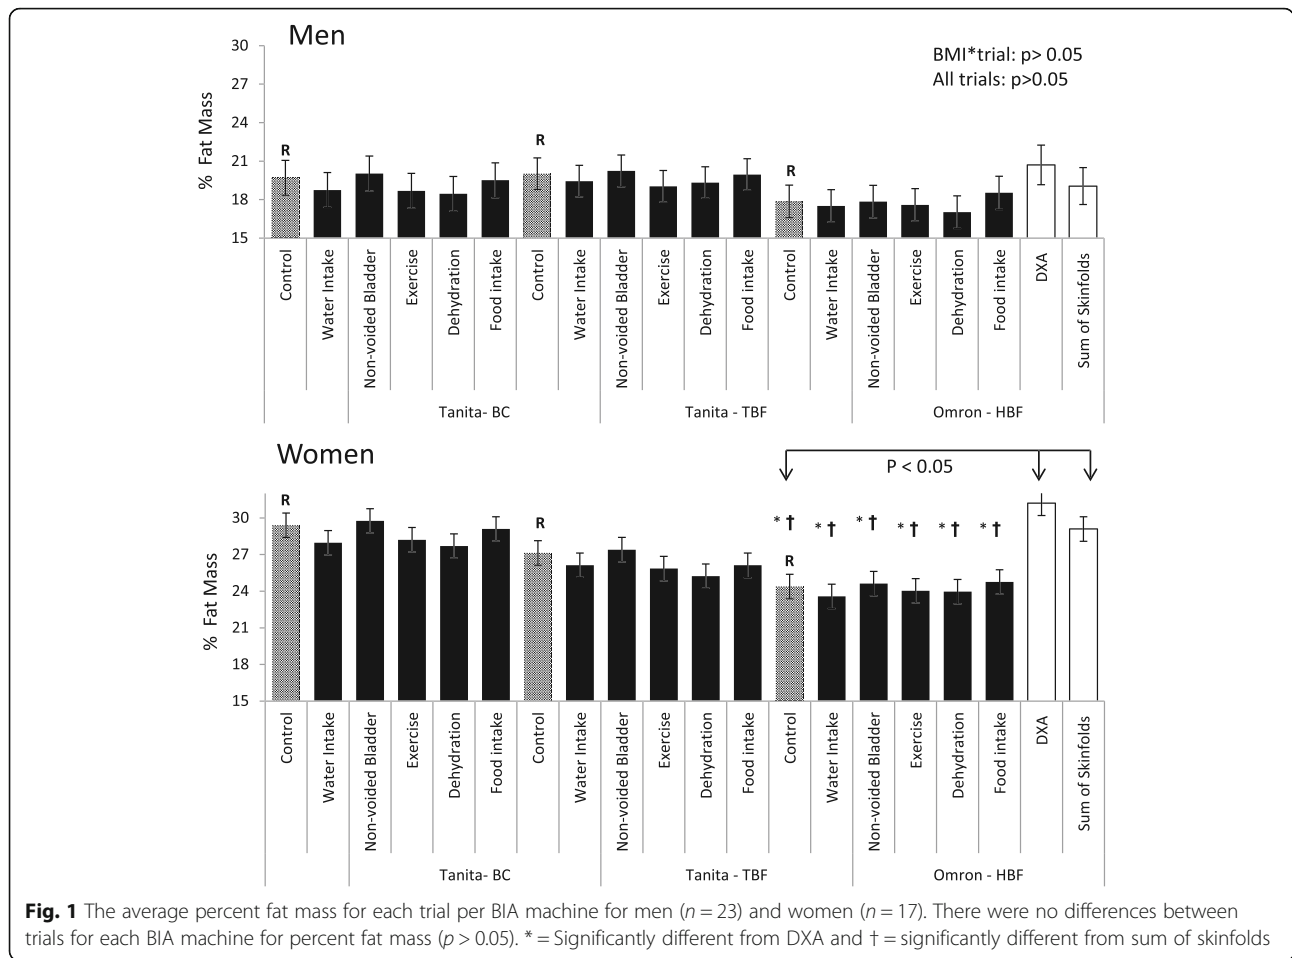 Men
BMI*trial: p> 0.05
All trials: p>0.05
% Fat Mass
30
27
24
21
18
15
R
R
R
Control
Water Intake
Non-voided Bladder
Exercise
Dehydration
Food intake
Control
Water Intake
Non-voided Bladder
Exercise
Dehydration
Food intake
Control
Water Intake
Non-voided Bladder
Exercise
Dehydration
Food intake
DXA
Sum of Skinfolds
Tanita- BC
Tanita - TBF
Omron - HBF
Women
P < 0.05
% Fat Mass
30
27
24
21
18
15
R
R
* † * † * † * † * † * †
R
Control
Water Intake
Non-voided Bladder
Exercise
Dehydration
Food intake
Control
Water Intake
Non-voided Bladder
Exercise
Dehydration
Food intake
Control
Water Intake
Non-voided Bladder
Exercise
Dehydration
Food intake
DXA
Sum of Skinfolds
Tanita- BC
Tanita - TBF
Omron - HBF
Fig. 1 The average percent fat mass for each trial per BIA machine for men (n = 23) and women (n = 17). There were no differences between
trials for each BIA machine for percent fat mass (p > 0.05). * = Significantly different from DXA and † = significantly different from sum of skinfolds